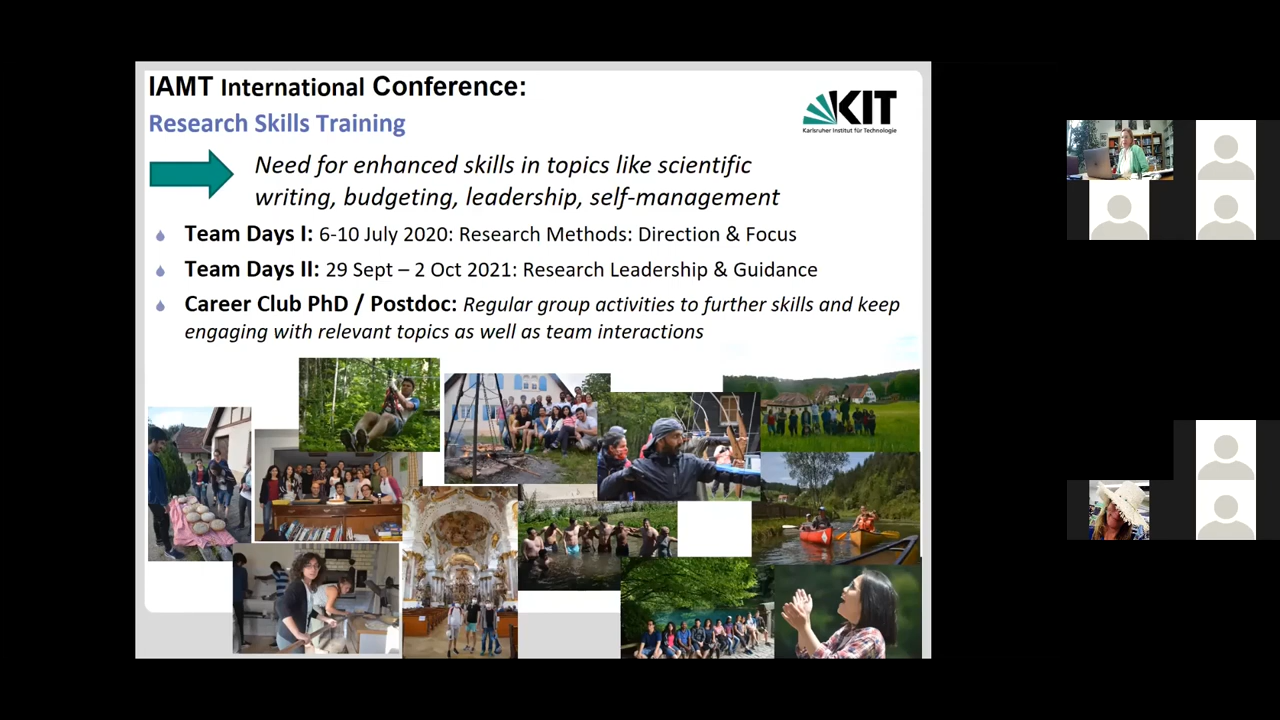 IAMT International Conference:
Research Skills Training
KIT
Karlsruher Institut für Technologie
Need for enhanced skills in topics like scientific
writing, budgeting, leadership, self-management
Team Days I: 6-10 July 2020: Research Methods: Direction & Focus
Team Days II: 29 Sept – 2 Oct 2021: Research Leadership & Guidance
Career Club PhD / Postdoc: Regular group activities to further skills and keep
engaging with relevant topics as well as team interactions